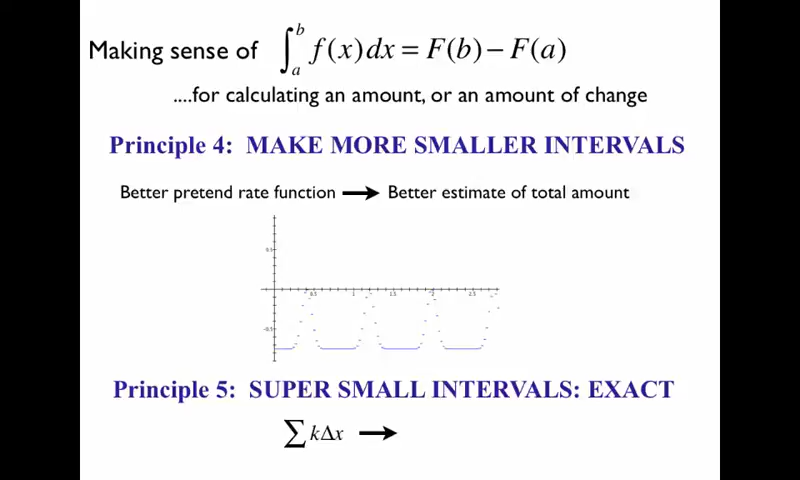 Making sense of ∫_a^b f(x)dx = F(b) − F(a)
....for calculating an amount, or an amount of change
Principle 4: MAKE MORE SMALLER INTERVALS
Better pretend rate function → Better estimate of total amount
0.5
0.5 1 1.5 2 2.5
-0.5
Principle 5: SUPER SMALL INTERVALS: EXACT
∑ kΔx →